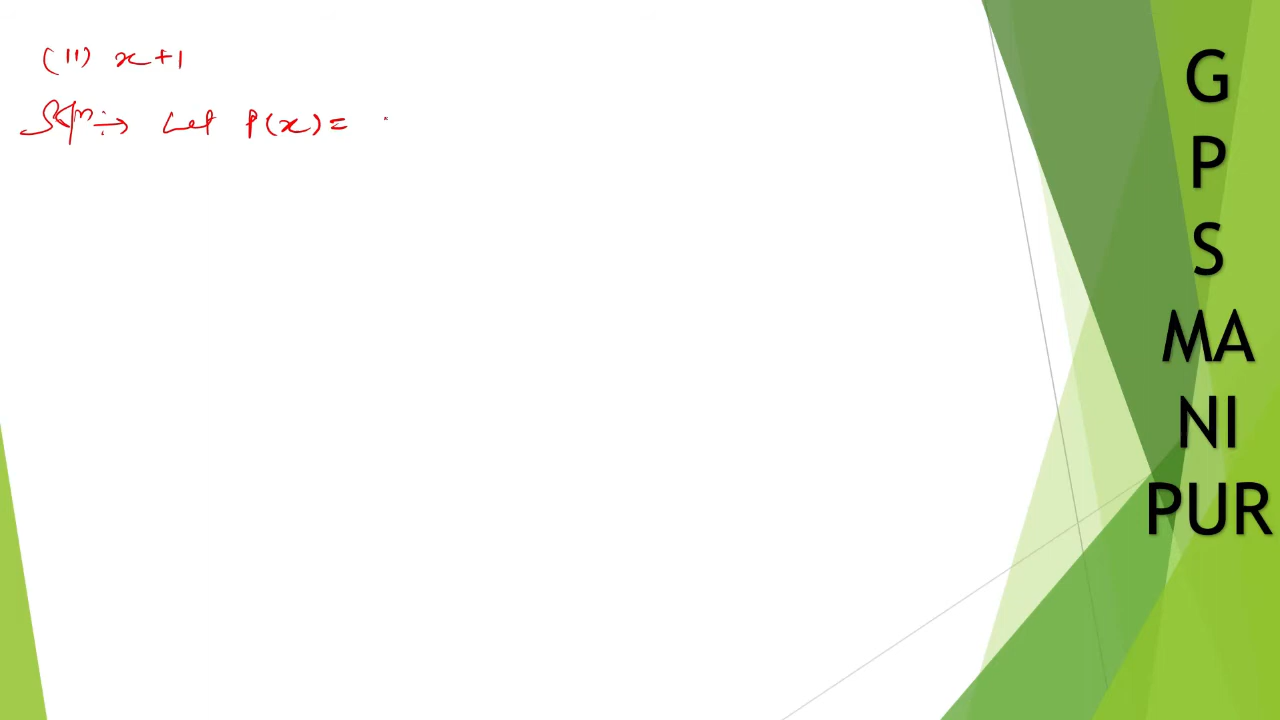 (ii) x+1
Soln :→ Let P(x) =
G
P
S
MA
NI
PUR